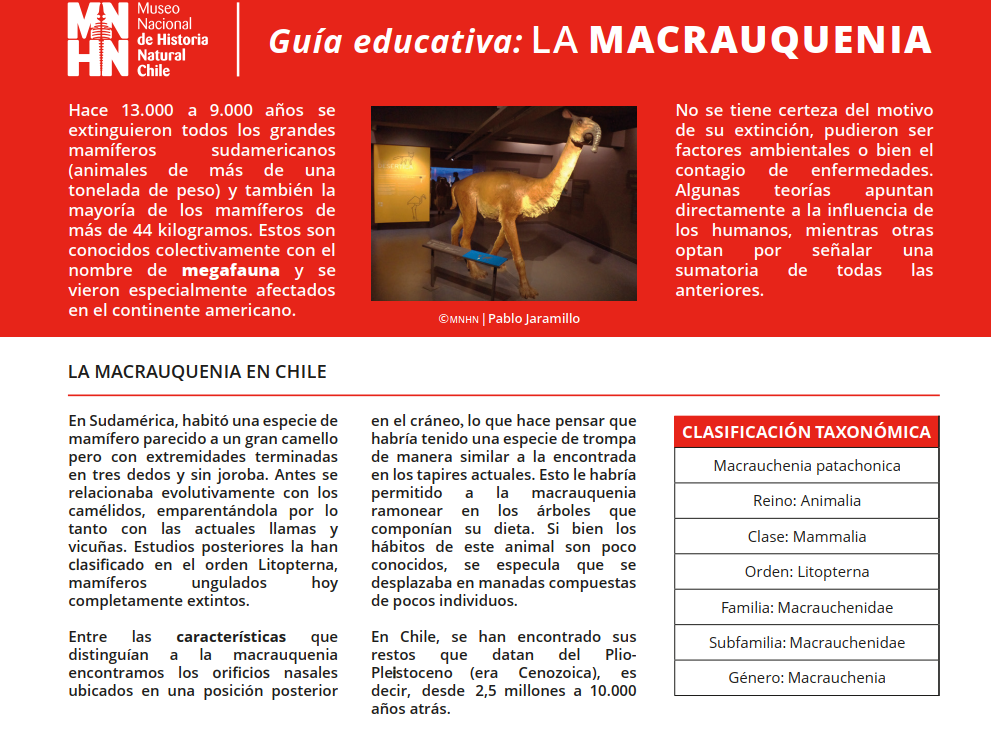 Museo
Nacional
de Historia
Natural
Chile
MN
HN
Guía educativa: LA MACRAUQUENIA
Hace 13.000 a 9.000 años se
extinguieron todos los grandes
mamíferos sudamericanos
(animales de más de una
tonelada de peso) y también la
mayoría de los mamíferos de
más de 44 kilogramos. Estos son
conocidos colectivamente con el
nombre de megafauna y se
vieron especialmente afectados
en el continente americano.
©MNHN | Pablo Jaramillo
No se tiene certeza del motivo
de su extinción, pudieron ser
factores ambientales o bien el
contagio de enfermedades.
Algunas teorías apuntan
directamente a la influencia de
los humanos, mientras otras
optan por señalar una
sumatoria de todas las
anteriores.
LA MACRAUQUENIA EN CHILE
En Sudamérica, habitó una especie de
mamífero parecido a un gran camello
pero con extremidades terminadas
en tres dedos y sin joroba. Antes se
relacionaba evolutivamente con los
camélidos, emparentándola por lo
tanto con las actuales llamas y
vicuñas. Estudios posteriores la han
clasificado en el orden Litopterna,
mamíferos ungulados hoy
completamente extintos.
Entre las características que
distinguían a la macrauquenia
encontramos los orificios nasales
ubicados en una posición posterior
en el cráneo, lo que hace pensar que
habría tenido una especie de trompa
de manera similar a la encontrada
en los tapires actuales. Esto le habría
permitido a la macrauquenia
ramonear en los árboles que
componían su dieta. Si bien los
hábitos de este animal son poco
conocidos, se especula que se
desplazaba en manadas compuestas
de pocos individuos.
En Chile, se han encontrado sus
restos que datan del Plio-
Pleistoceno (era Cenozoica), es
decir, desde 2,5 millones a 10.000
años atrás.
CLASIFICACIÓN TAXONÓMICA
Macrauchenia patachonica
Reino: Animalia
Clase: Mammalia
Orden: Litopterna
Familia: Macrauchenidae
Subfamilia: Macrauchenidae
Género: Macrauchenia